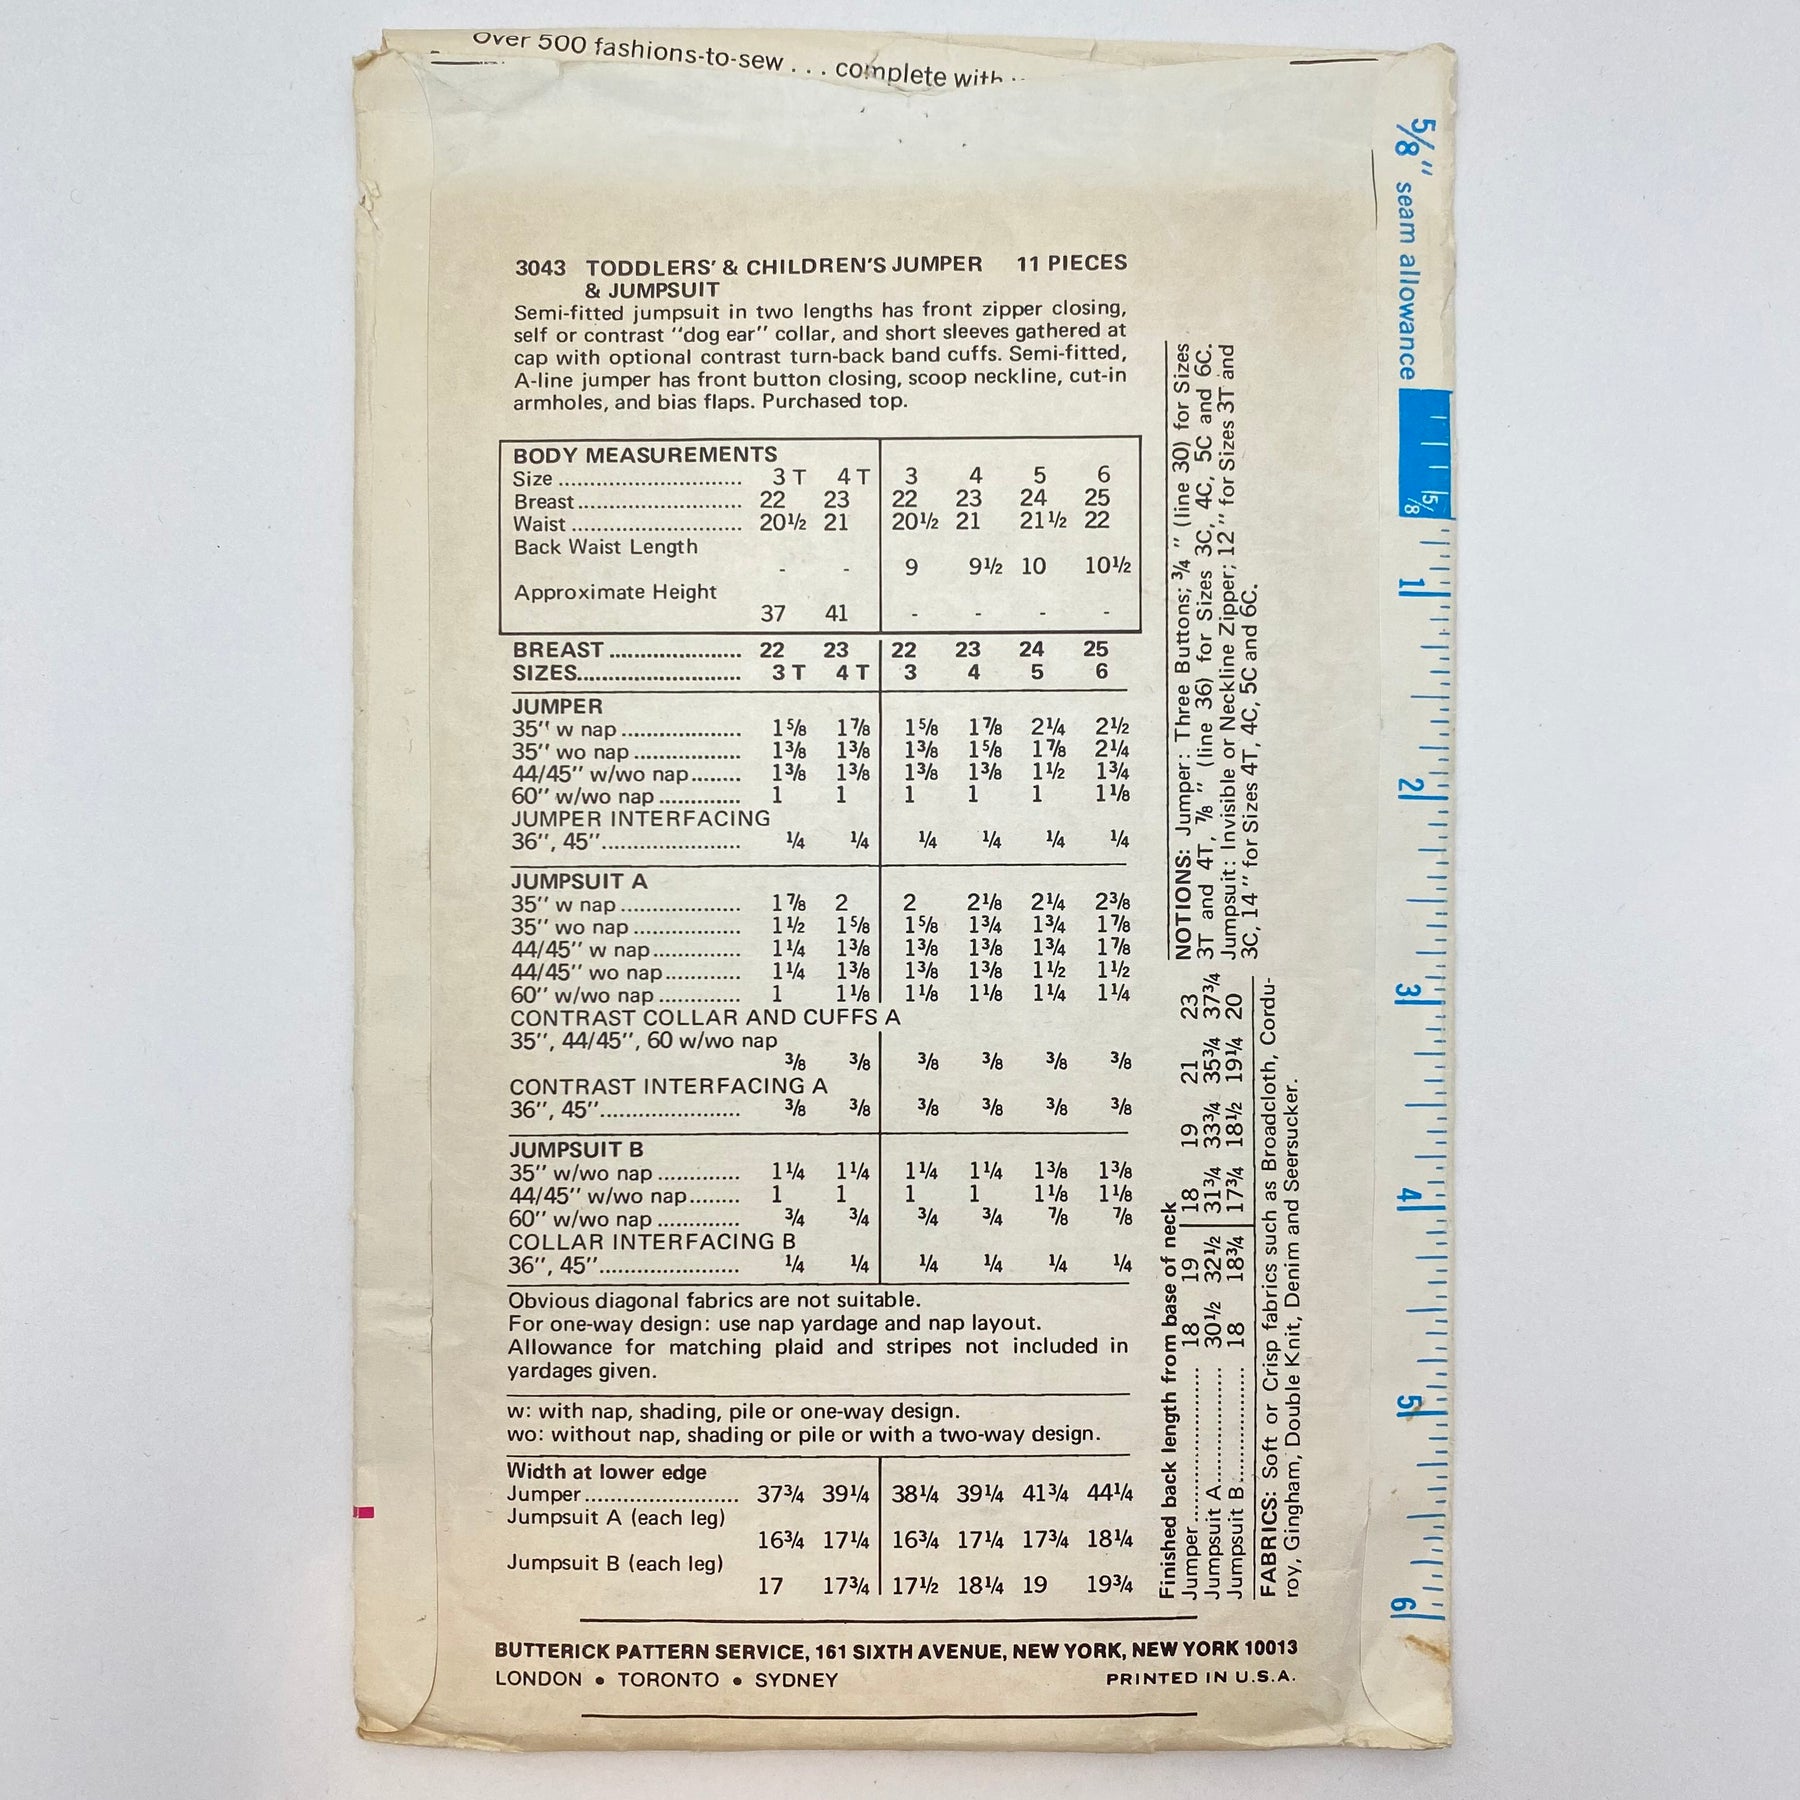 Over 500 fashions-to-sew . . . complete with
3043 TODDLERS' & CHILDREN'S JUMPER 11 PIECES
& JUMPSUIT
Semi-fitted jumpsuit in two lengths has front zipper closing,
self or contrast "dog ear" collar, and short sleeves gathered at
cap with optional contrast turn-back band cuffs. Semi-fitted,
A-line jumper has front button closing, scoop neckline, cut-in
armholes, and bias flaps. Purchased top.
BODY MEASUREMENTS
Size .............................. 3 T 4 T 3 4 5 6
Breast........................... 22 23 22 23 24 25
Waist ............................ 20½ 21 20½ 21 21½ 22
Back Waist Length
- - 9 9½ 10 10½
Approximate Height
37 41 - - - -
BREAST ...................... 22 23 22 23 24 25
SIZES........................... 3 T 4 T 3 4 5 6
JUMPER
35" w nap .................... 1⅝ 1⅞ 1⅝ 1⅞ 2¼ 2½
35" wo nap .................. 1⅜ 1⅜ 1⅜ 1⅝ 1⅞ 2¼
44/45" w/wo nap........ 1⅜ 1⅜ 1⅜ 1⅜ 1½ 1¾
60" w/wo nap .............. 1 1 1 1 1 1⅛
JUMPER INTERFACING
36", 45"....................... ¼ ¼ ¼ ¼ ¼ ¼
JUMPSUIT A
35" w nap .................... 1⅞ 2 2 2⅛ 2¼ 2⅜
35" wo nap .................. 1½ 1⅝ 1⅝ 1¾ 1¾ 1⅞
44/45" w nap............... 1¼ 1⅜ 1⅜ 1⅜ 1¾ 1⅞
44/45" wo nap............. 1¼ 1⅜ 1⅜ 1⅜ 1½ 1½
60" w/wo nap .............. 1 1⅛ 1⅛ 1⅛ 1¼ 1¼
CONTRAST COLLAR AND CUFFS A
35", 44/45", 60 w/wo nap
⅜ ⅜ ⅜ ⅜ ⅜ ⅜
CONTRAST INTERFACING A
36", 45"....................... ⅜ ⅜ ⅜ ⅜ ⅜ ⅜
JUMPSUIT B
35" w/wo nap .............. 1¼ 1¼ 1¼ 1¼ 1⅜ 1⅜
44/45" w/wo nap........ 1 1 1 1 1⅛ 1⅛
60" w/wo nap .............. ¾ ¾ ¾ ¾ ⅞ ⅞
COLLAR INTERFACING B
36", 45"....................... ¼ ¼ ¼ ¼ ¼ ¼
Obvious diagonal fabrics are not suitable.
For one-way design: use nap yardage and nap layout.
Allowance for matching plaid and stripes not included in
yardages given.
w: with nap, shading, pile or one-way design.
wo: without nap, shading or pile or with a two-way design.
Width at lower edge
Jumper ......................... 37¾ 39¼ 38¼ 39¼ 41¾ 44¼
Jumpsuit A (each leg)
16¾ 17¼ 16¾ 17¼ 17¾ 18¼
Jumpsuit B (each leg)
17 17¾ 17½ 18¼ 19 19¾
Finished back length from base of neck
Jumper ......................... 18 19 18 19 21 23
Jumpsuit A................... 30½ 32½ 31¾ 33¾ 35¾ 37¾
Jumpsuit B................... 18 18¾ 17¾ 18½ 19¼ 20
NOTIONS: Jumper: Three Buttons; ¾ " (line 30) for Sizes
3T and 4T, ⅞ " (line 36) for Sizes 3C, 4C, 5C and 6C.
Jumpsuit: Invisible or Neckline Zipper; 12 " for Sizes 3T and
3C, 14 " for Sizes 4T, 4C, 5C and 6C.
FABRICS: Soft or Crisp fabrics such as Broadcloth, Cordu-
roy, Gingham, Double Knit, Denim and Seersucker.
BUTTERICK PATTERN SERVICE, 161 SIXTH AVENUE, NEW YORK, NEW YORK 10013
LONDON • TORONTO • SYDNEY PRINTED IN U.S.A.
5/8" seam allowance
5/8
1
2
3
4
5
6